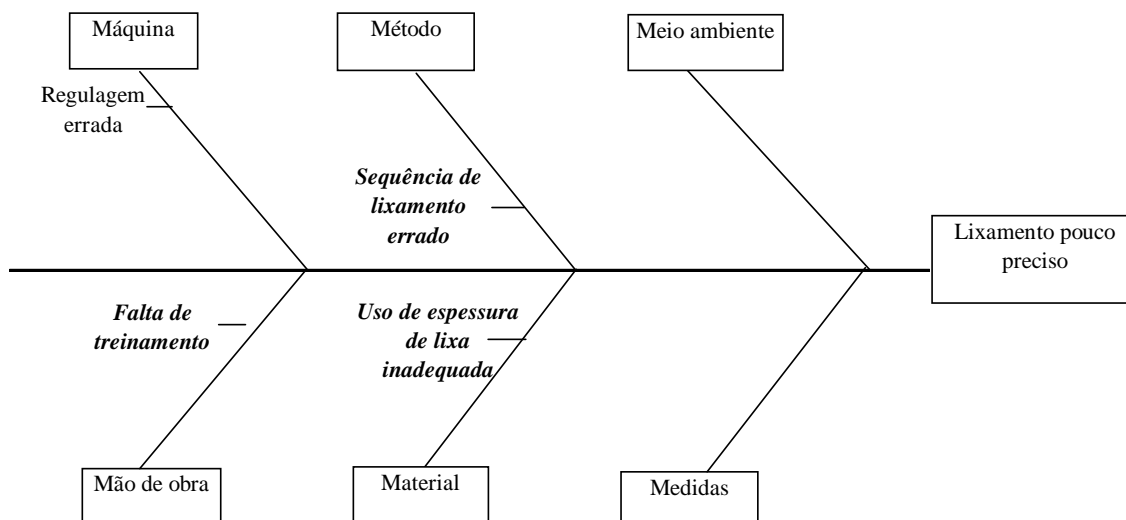 Máquina
Método
Meio ambiente
Regulagem
errada
Sequência de
lixamento
errado
Lixamento pouco
preciso
Falta de
treinamento
Uso de espessura
de lixa
inadequada
Mão de obra
Material
Medidas